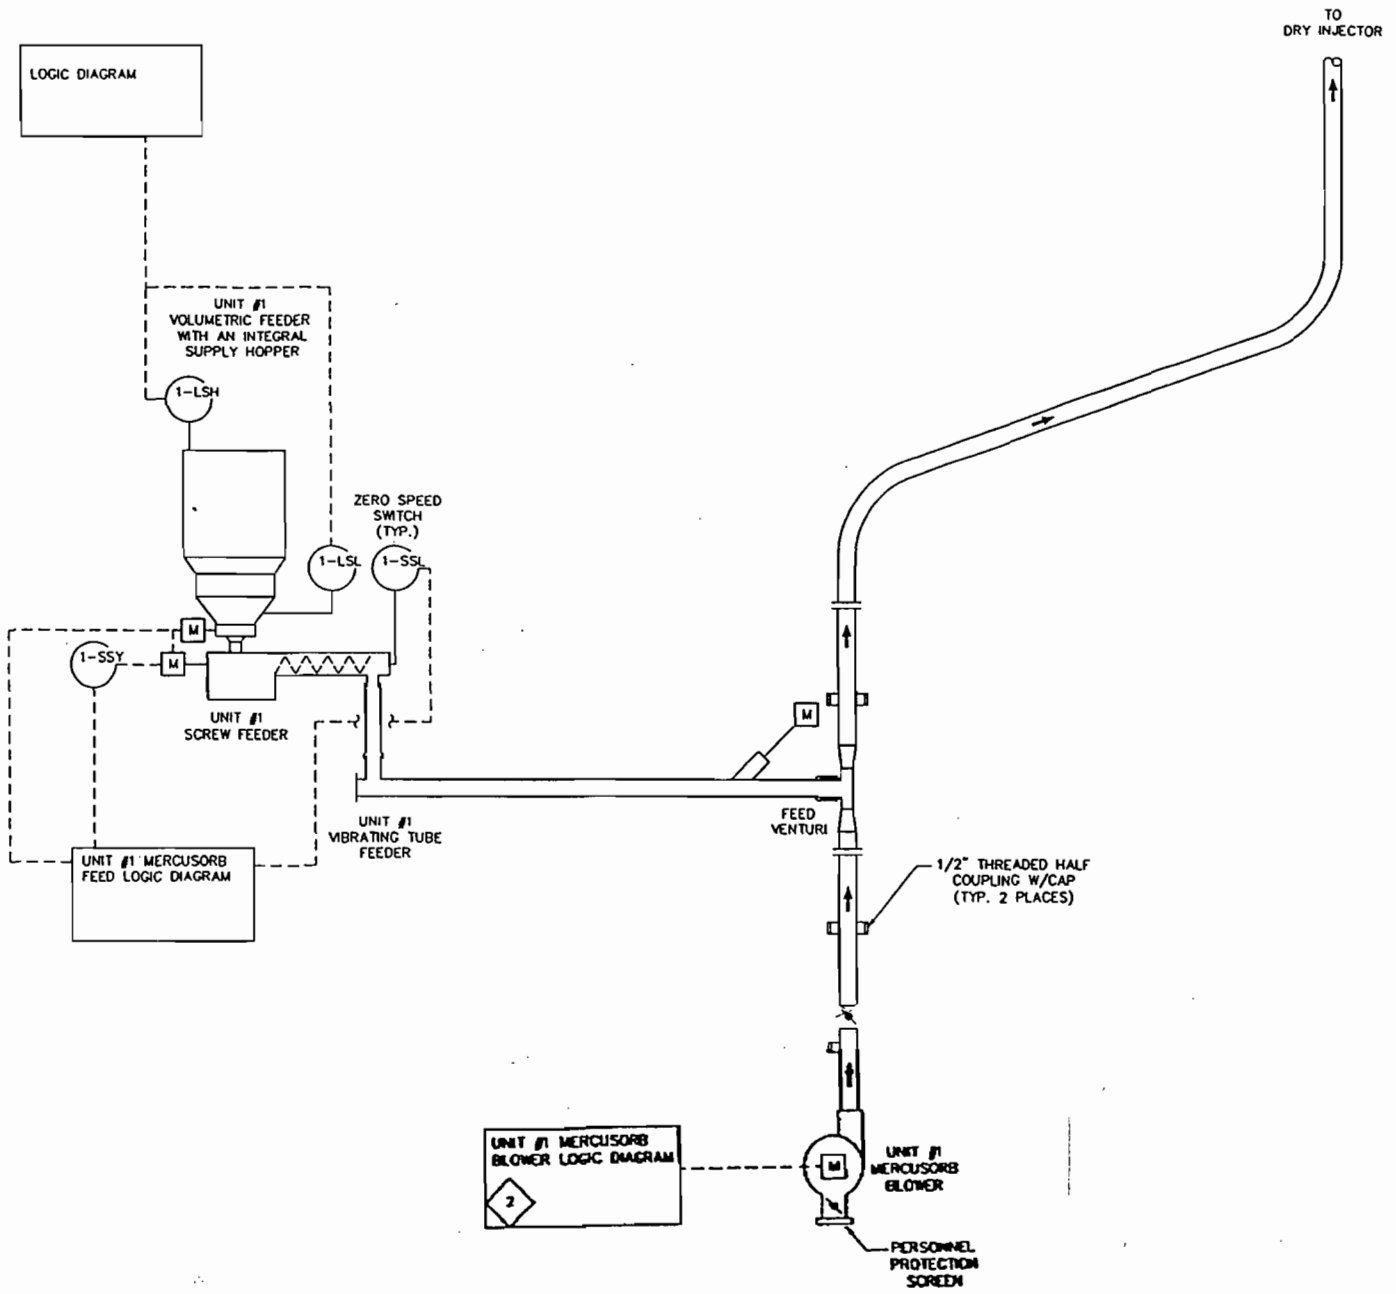 TO
DRY INJECTOR
LOGIC DIAGRAM
UNIT #1
VOLUMETRIC FEEDER
WITH AN INTEGRAL
SUPPLY HOPPER
1-LSH
ZERO SPEED
SWITCH
(TYP.)
1-LSL
1-SSL
M
1-SSY
M
UNIT #1
SCREW FEEDER
M
UNIT #1
VIBRATING TUBE
FEEDER
FEED
VENTURI
UNIT #1 MERCUSORB
FEED LOGIC DIAGRAM
1/2" THREADED HALF
COUPLING W/CAP
(TYP. 2 PLACES)
UNIT #1 MERCUSORB
BLOWER LOGIC DIAGRAM
2
M
UNIT #1
MERCUSORB
BLOWER
PERSONNEL
PROTECTION
SCREEN